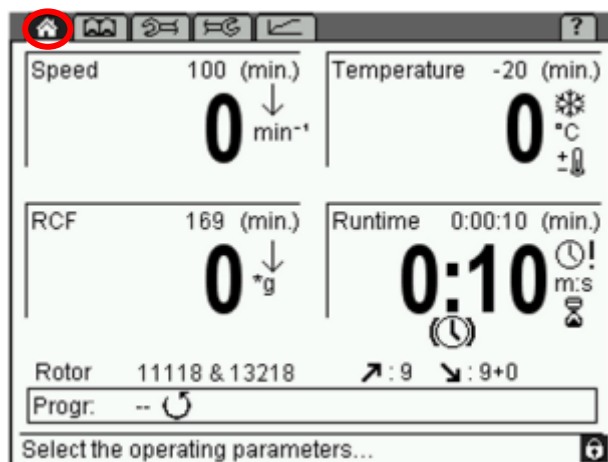 ?
Speed 100 (min.)
0 min⁻¹
Temperature -20 (min.)
0 °C
RCF 169 (min.)
0 *g
Runtime 0:00:10 (min.)
0:10 m:s
Rotor 11118 & 13218 : 9 : 9+0
Progr: --
Select the operating parameters...